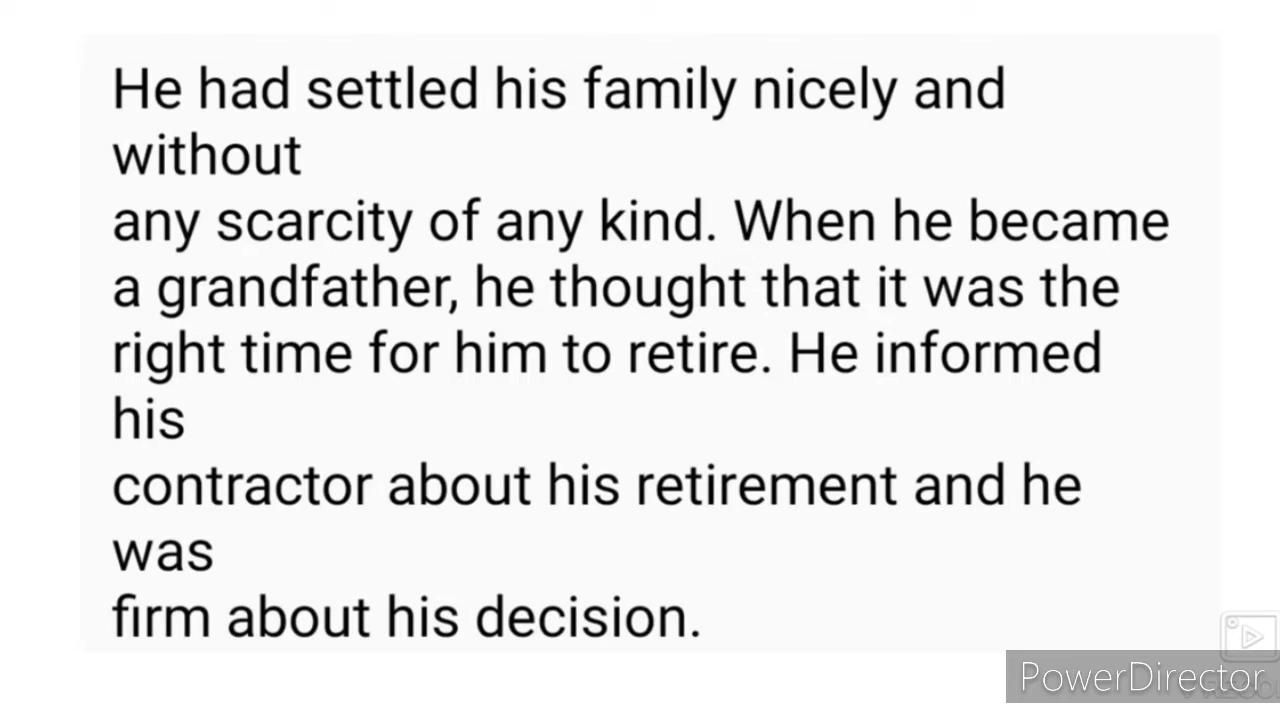 He had settled his family nicely and
without
any scarcity of any kind. When he became
a grandfather, he thought that it was the
right time for him to retire. He informed
his
contractor about his retirement and he
was
firm about his decision.
PowerDirector